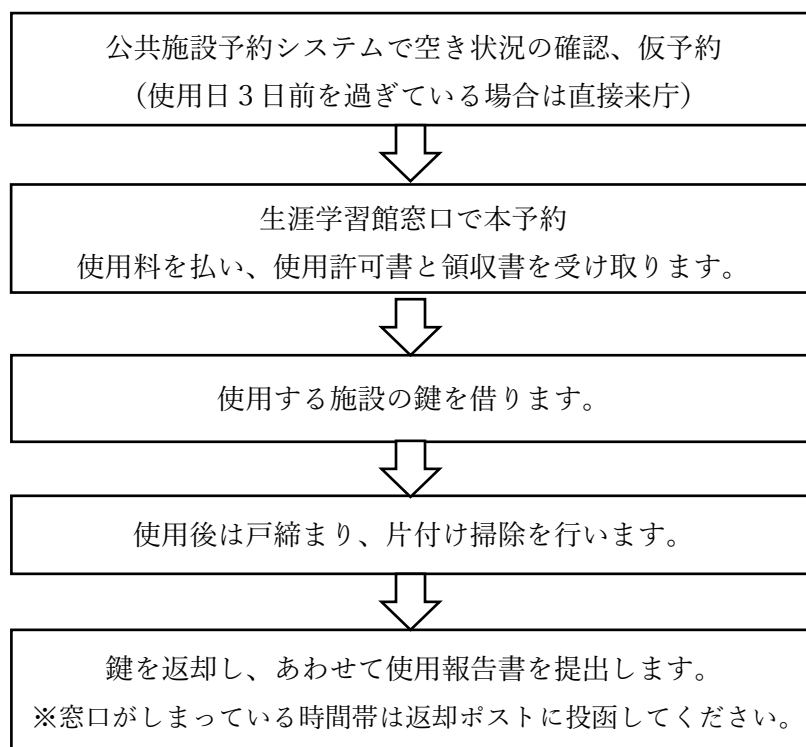 公共施設予約システムで空き状況の確認、仮予約
（使用日３日前を過ぎている場合は直接来庁）
生涯学習館窓口で本予約
使用料を払い、使用許可書と領収書を受け取ります。
使用する施設の鍵を借ります。
使用後は戸締まり、片付け掃除を行います。
鍵を返却し、あわせて使用報告書を提出します。
※窓口がしまっている時間帯は返却ポストに投函してください。